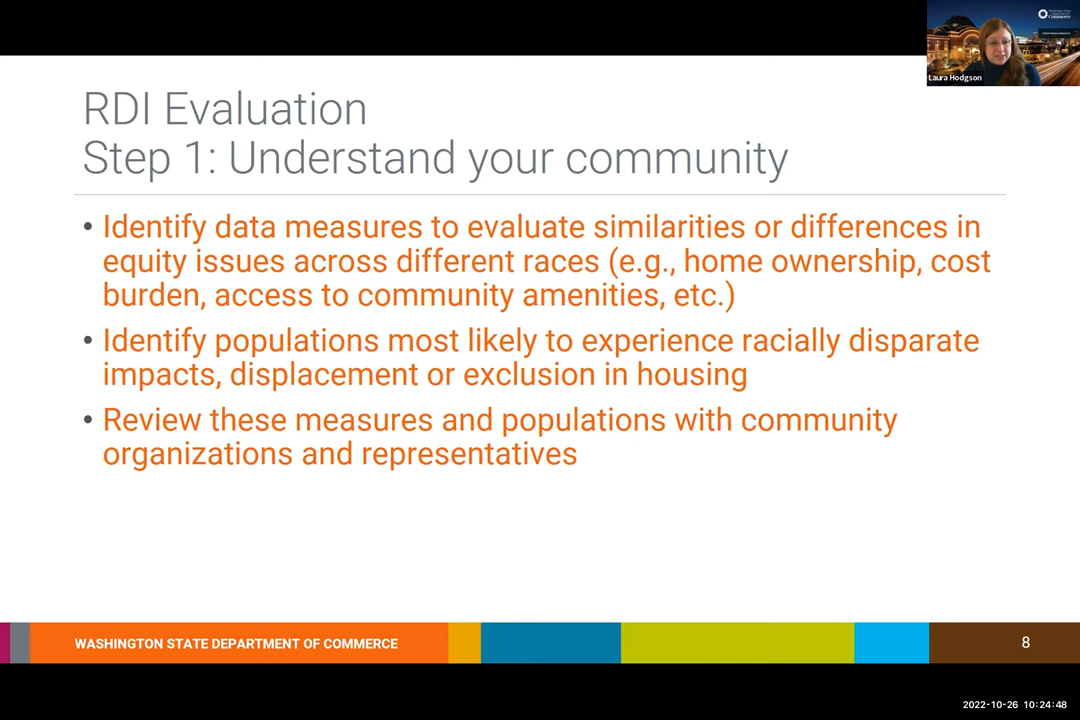 Commerce
Laura Hodgson
RDI Evaluation
Step 1: Understand your community
• Identify data measures to evaluate similarities or differences in
equity issues across different races (e.g., home ownership, cost
burden, access to community amenities, etc.)
• Identify populations most likely to experience racially disparate
impacts, displacement or exclusion in housing
• Review these measures and populations with community
organizations and representatives
WASHINGTON STATE DEPARTMENT OF COMMERCE
8
2022-10-26 10:24:48